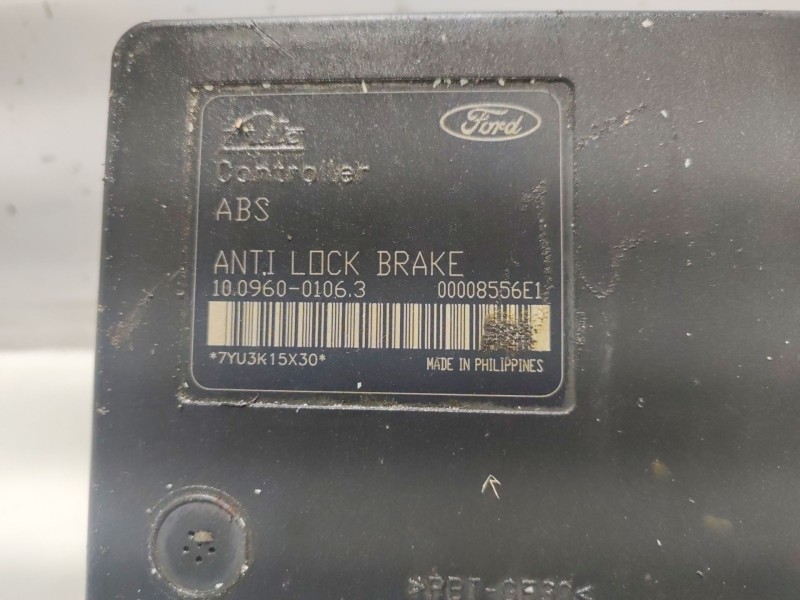 Ford
Controller
ABS
ANTI LOCK BRAKE
10.0960-0106.3 00008556E1
*7YU3K15X30*
MADE IN PHILIPPINES